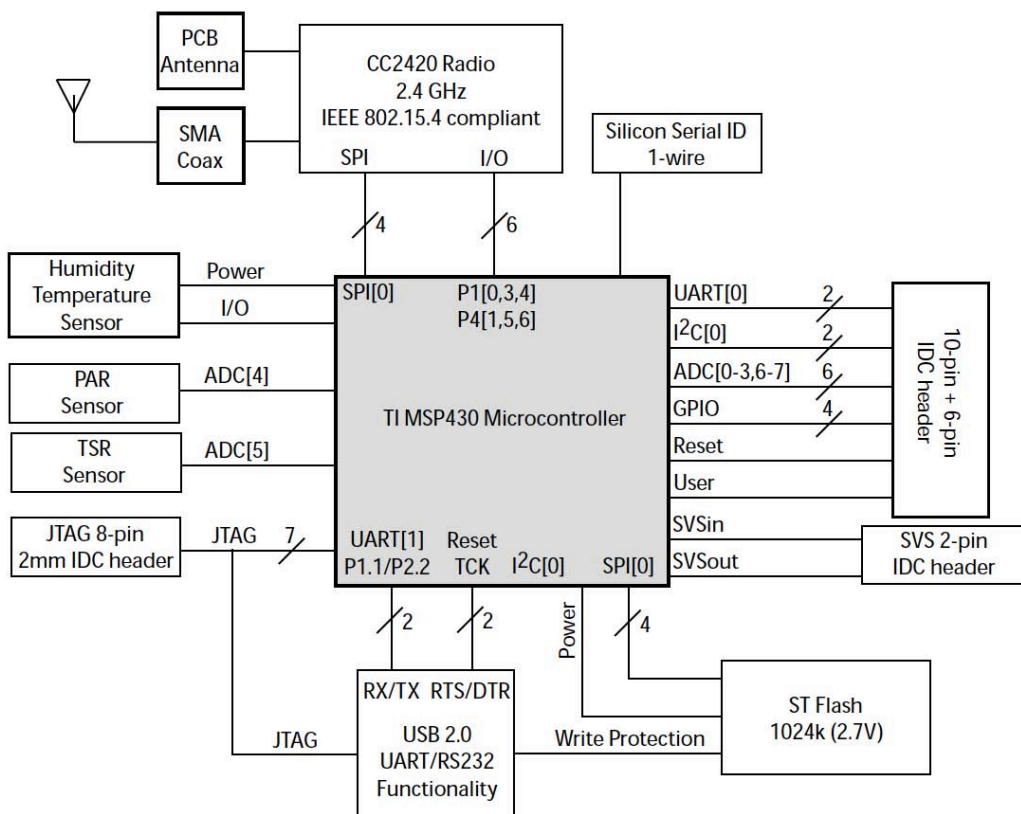 PCB
Antenna
CC2420 Radio
2.4 GHz
IEEE 802.15.4 compliant
SPI I/O
SMA
Coax
Silicon Serial ID
1-wire
4
6
Humidity
Temperature
Sensor
Power
I/O
SPI[0]
P1[0,3,4]
P4[1,5,6]
UART[0] 2
I²C[0] 2
ADC[0-3,6-7] 6
GPIO 4
Reset
User
10-pin + 6-pin
IDC header
PAR
Sensor
ADC[4]
TI MSP430 Microcontroller
TSR
Sensor
ADC[5]
JTAG 8-pin
2mm IDC header
JTAG 7
UART[1]
P1.1/P2.2
Reset
TCK
I²C[0]
SPI[0]
SVSin
SVSout
SVS 2-pin
IDC header
2
2
Power
4
RX/TX RTS/DTR
USB 2.0
UART/RS232
Functionality
JTAG
Write Protection
ST Flash
1024k (2.7V)